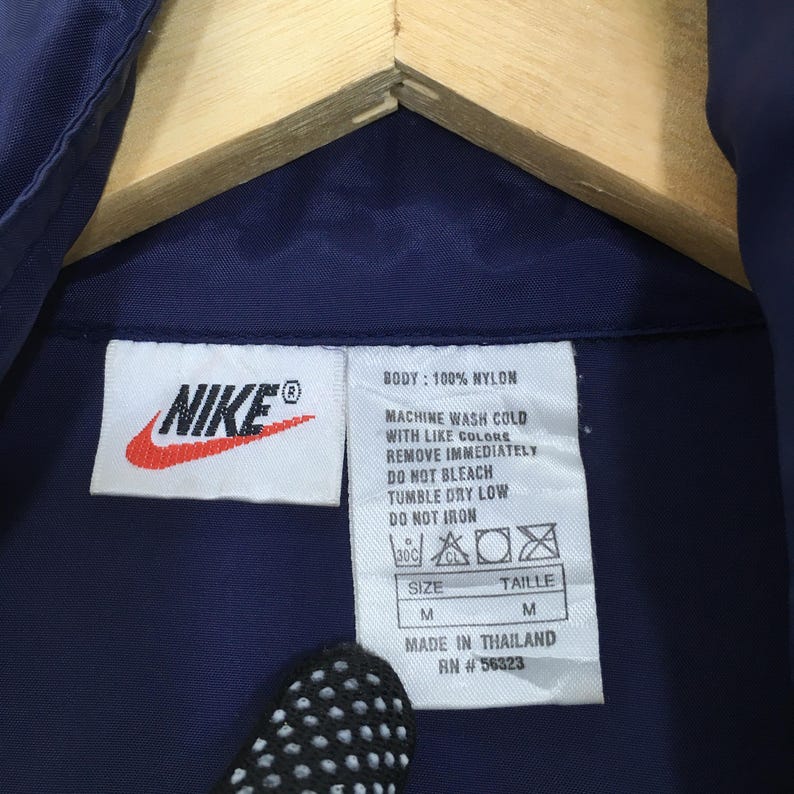 NIKE®
BODY : 100% NYLON
MACHINE WASH COLD
WITH LIKE COLORS
REMOVE IMMEDIATELY
DO NOT BLEACH
TUMBLE DRY LOW
DO NOT IRON
30C CL
SIZE TAILLE
M M
MADE IN THAILAND
RN # 56323